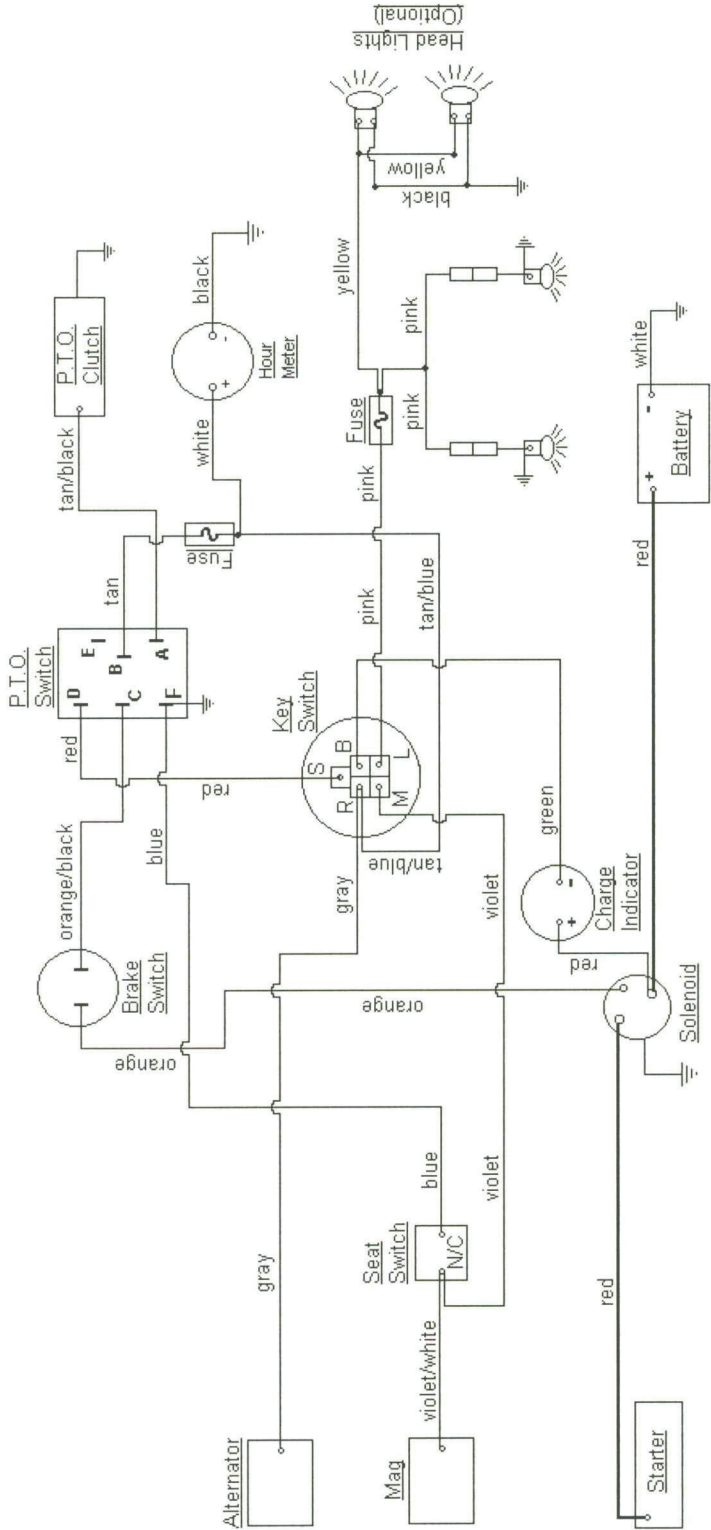 P.T.O.
Switch
D
E
B
C
A
F
red
tan
tan/black
P.T.O.
Clutch
black
Hour
Meter
+
-
white
Fuse
Brake
Switch
orange/black
blue
red
Key
Switch
S
B
R
L
M
gray
tan/blue
tan/blue
pink
pink
Fuse
yellow
pink
pink
yellow
black
Head Lights
(Optional)
orange
orange
violet
green
Charge
Indicator
+
-
red
Solenoid
red
Battery
+
-
white
Alternator
gray
Mag
violet/white
Seat
Switch
N/C
blue
violet
Starter
red